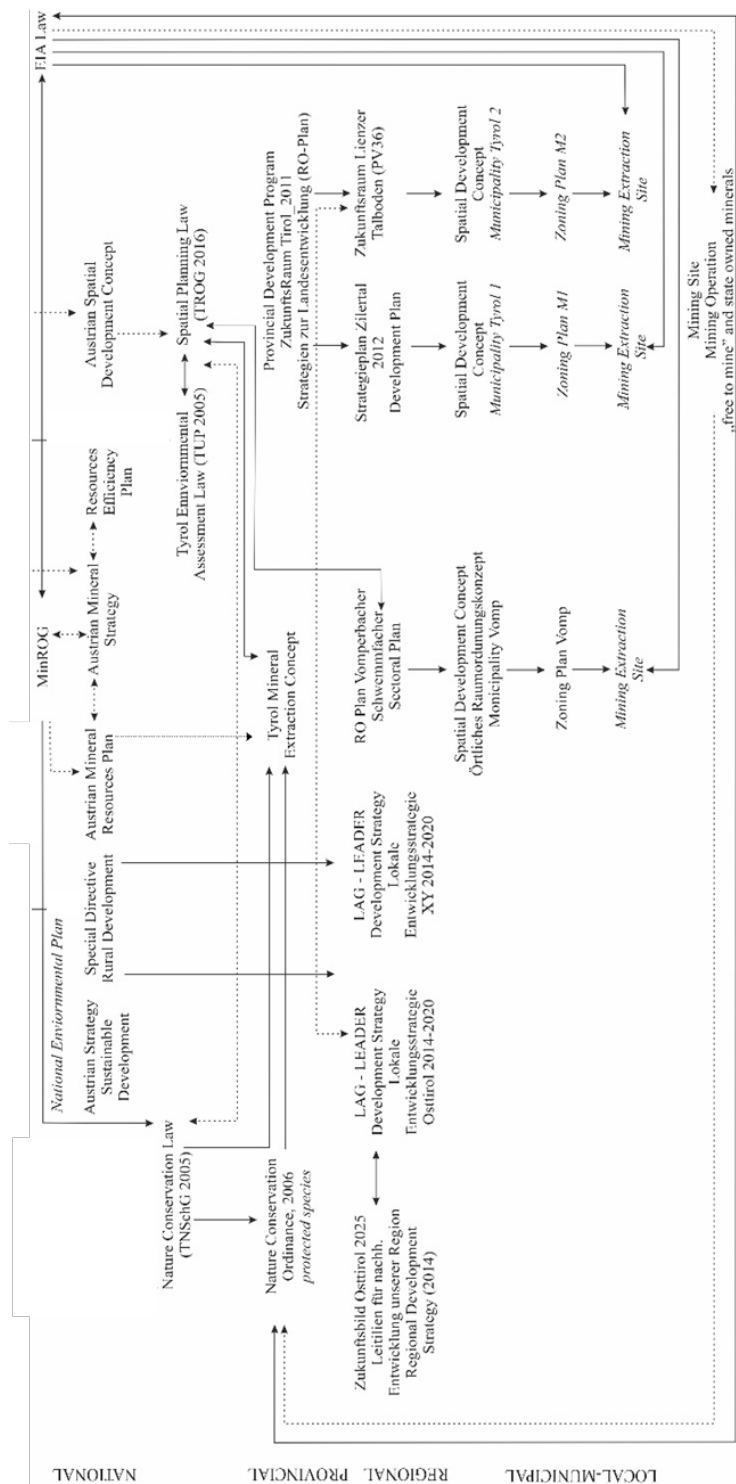 NATIONAL
PROVINCIAL
REGIONAL
LOCAL-MUNICIPAL
MinROG
EIA Law
National Enviornmental Plan
Austrian Strategy
Sustainable
Development
Special Directive
Rural Development
Austrian Mineral
Resources Plan
Austrian Mineral
Strategy
Resources
Efficiency
Plan
Austrian Spatial
Development Concept
Nature Conservation Law
(TNSchG 2005)
Tyrol Enviornmental
Assessment Law (TUP 2005)
Spatial Planning Law
(TROG 2016)
Nature Conservation
Ordinance, 2006
protected species
Tyrol Mineral
Extraction Concept
Provincial Development Program
ZukunftsRaum Tirol_2011
Strategien zur Landesentwicklung (RO-Plan)
Zukunftsbild Osttirol 2025
Leitilien für nachh.
Entwicklung unserer Region
Regional Development
Strategy (2014)
LAG - LEADER
Development Strategy
Lokale
Entwicklungsstrategic
Osttirol 2014-2020
LAG - LEADER
Development Strategy
Lokale
Entwicklungsstrategic
XY 2014-2020
RO Plan Vomperbacher
Schwemmfacher
Sectoral Plan
Strategieplan Zilertal
2012
Development Plan
Zukunftsraum Lienzer
Talboden (PV36)
Spatial Development Concept
Örtliches Raumordunungskonzept
Monicipality Vomp
Spatial Development
Concept
Municipality Tyrol 1
Spatial Development
Concept
Municipality Tyrol 2
Zoning Plan Vomp
Zoning Plan M1
Zoning Plan M2
Mining Extraction
Site
Mining Extraction
Site
Mining Extraction
Site
Mining Site
Mining Operation
„free to mine" and state owned minerals